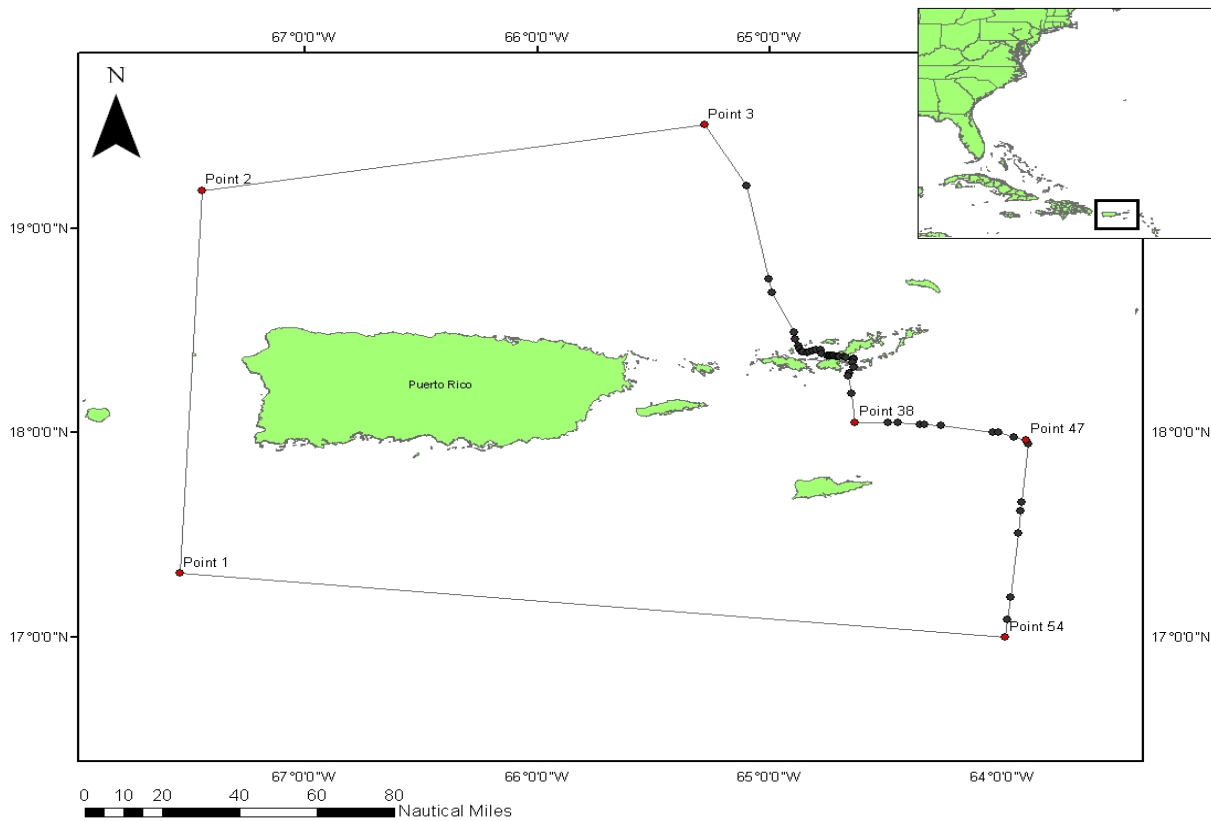 67°0'0"W 66°0'0"W 65°0'0"W
N
Point 3
Point 2
19°0'0"N
Puerto Rico
Point 38
18°0'0"N 18°0'0"N
Point 47
Point 1
Point 54
17°0'0"N 17°0'0"N
67°0'0"W 66°0'0"W 65°0'0"W 64°0'0"W
0 10 20 40 60 80
Nautical Miles